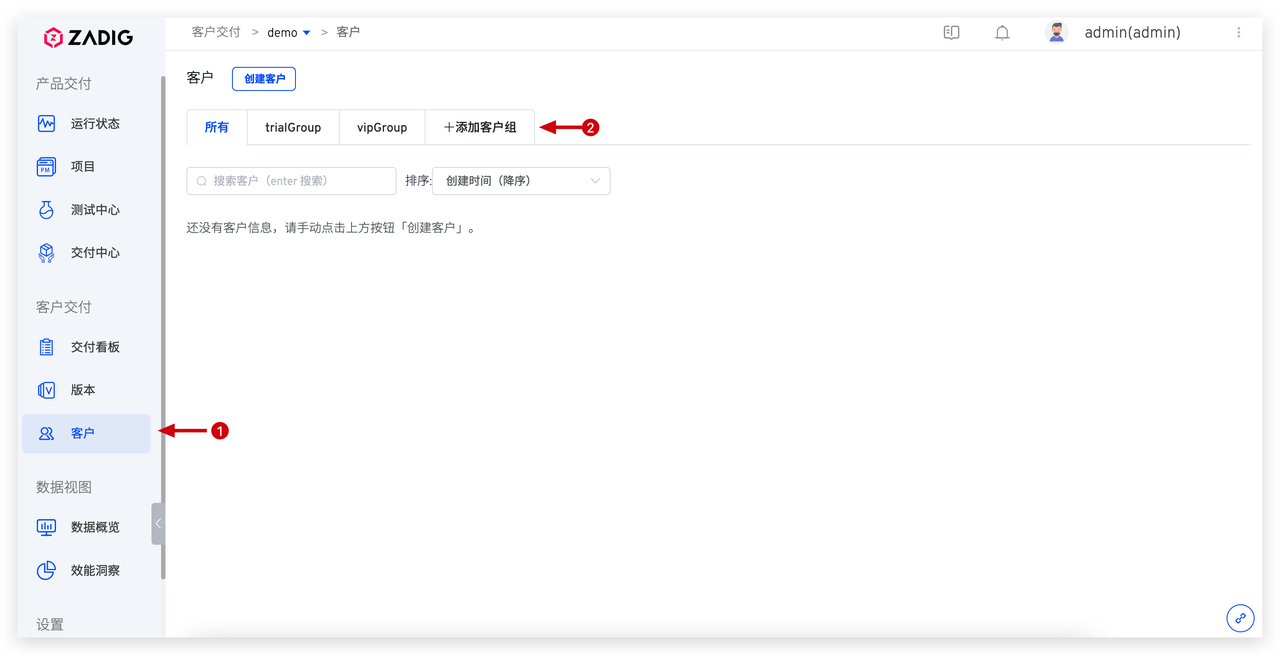 ZADIG
客户交付 > demo > 客户
admin(admin)
产品交付
运行状态
PM
项目
测试中心
交付中心
客户交付
交付看板
V
版本
客户
1
数据视图
数据概览
效能洞察
设置
客户
创建客户
所有
trialGroup
vipGroup
+添加客户组
2
搜索客户（enter 搜索）
排序:
创建时间（降序）
还没有客户信息，请手动点击上方按钮「创建客户」。